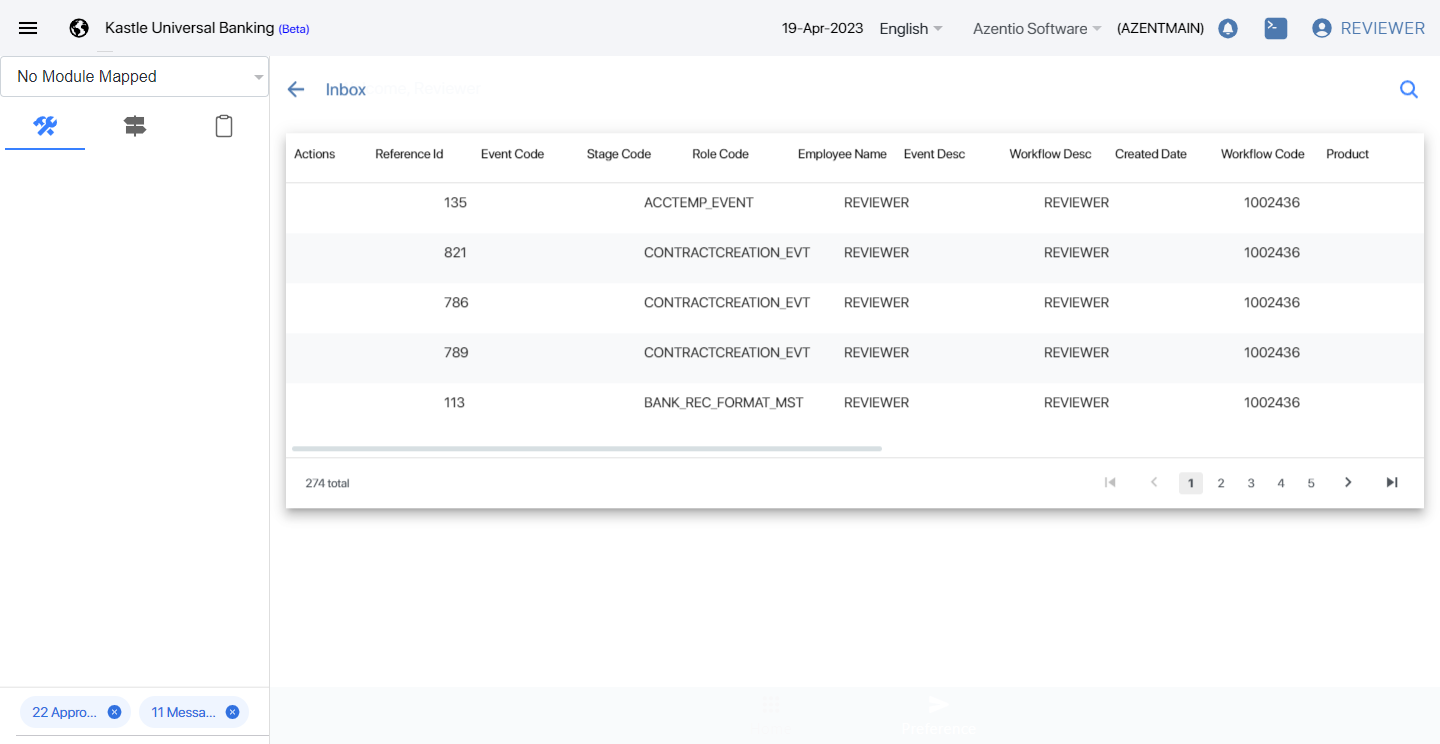 Kastle Universal Banking (Beta)
19-Apr-2023 English Azentio Software (AZENTMAIN) REVIEWER
No Module Mapped
Inbox
Actions Reference Id Event Code Stage Code Role Code Employee Name Event Desc Workflow Desc Created Date Workflow Code Product
135 ACCTEMP_EVENT REVIEWER REVIEWER 1002436
821 CONTRACTCREATION_EVT REVIEWER REVIEWER 1002436
786 CONTRACTCREATION_EVT REVIEWER REVIEWER 1002436
789 CONTRACTCREATION_EVT REVIEWER REVIEWER 1002436
113 BANK_REC_FORMAT_MST REVIEWER REVIEWER 1002436
274 total
1 2 3 4 5
22 Appro... 11 Messa...